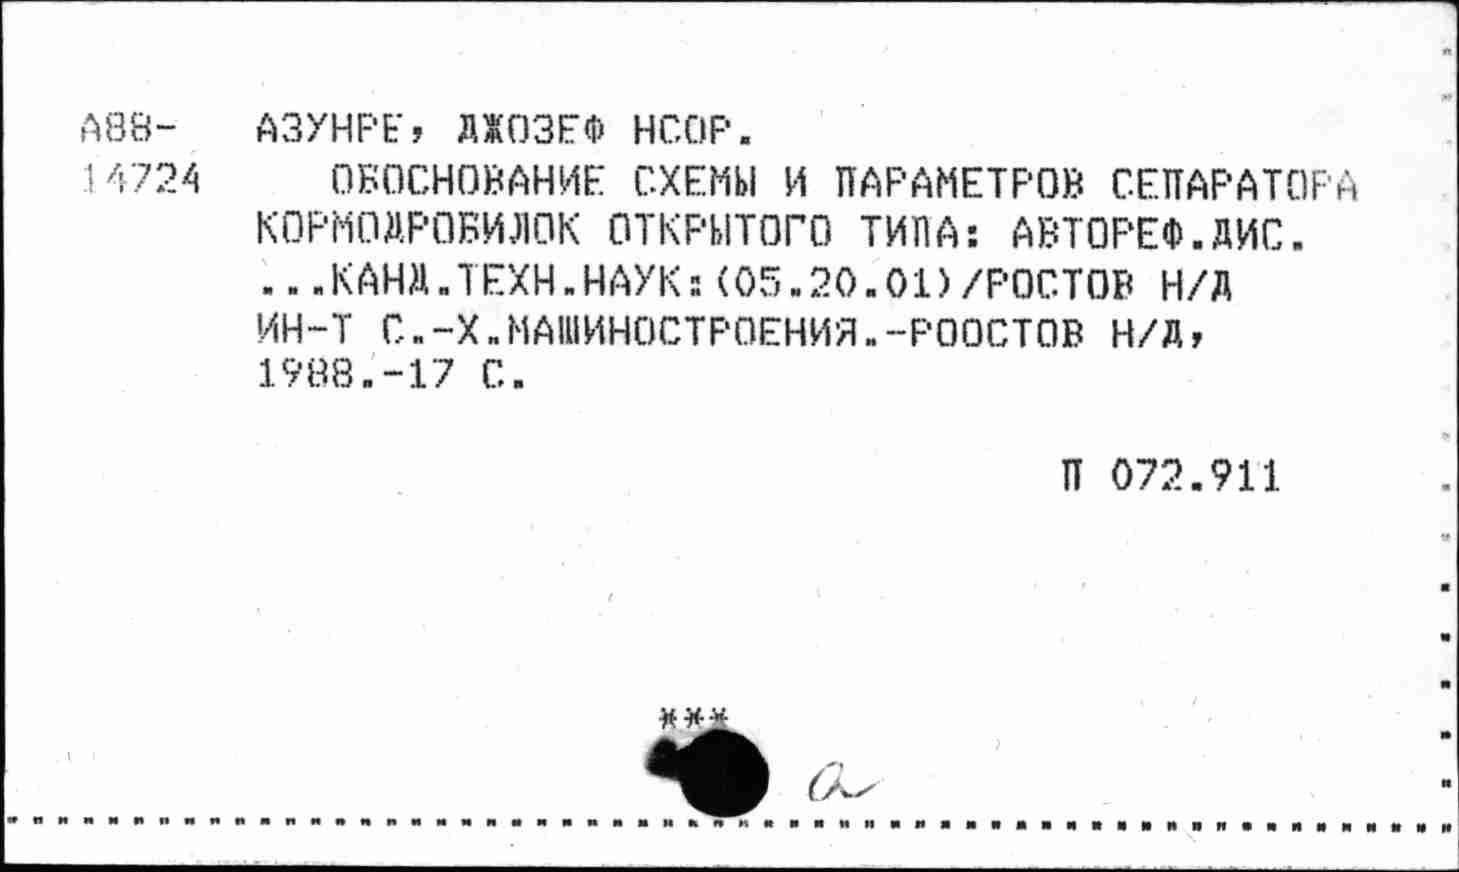 А88-    АЗУНРЕ, ДЖОЗЕФ НСОР.
14724    ОБОСНОВАНИЕ СХЕМЫ И ПАРАМЕТРОВ СЕПАРАТОРА
КОРМОДРОБИЛОК ОТКРЫТОГО ТИПА: АВТОРЕФ.ДИС.
...КАНД.ТЕХН.НАУК:(05.20.01)/РОСТОВ Н/Д
ИН-Т С.-Х.МАШИНОСТРОЕНИЯ.-РООСТОВ Н/Д,
1988.-17 С.
П 072.911
***
а